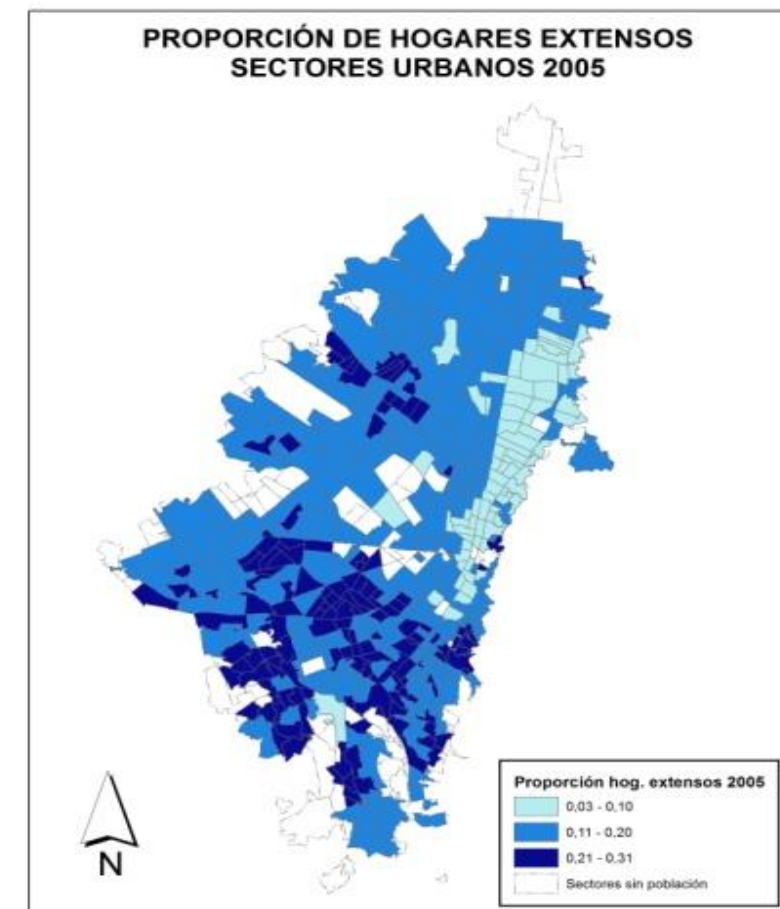 PROPORCIÓN DE HOGARES EXTENSOS
SECTORES URBANOS 2005
N
Proporción hog. extensos 2005
0,03 - 0,10
0,11 - 0,20
0,21 - 0,31
Sectores sin población